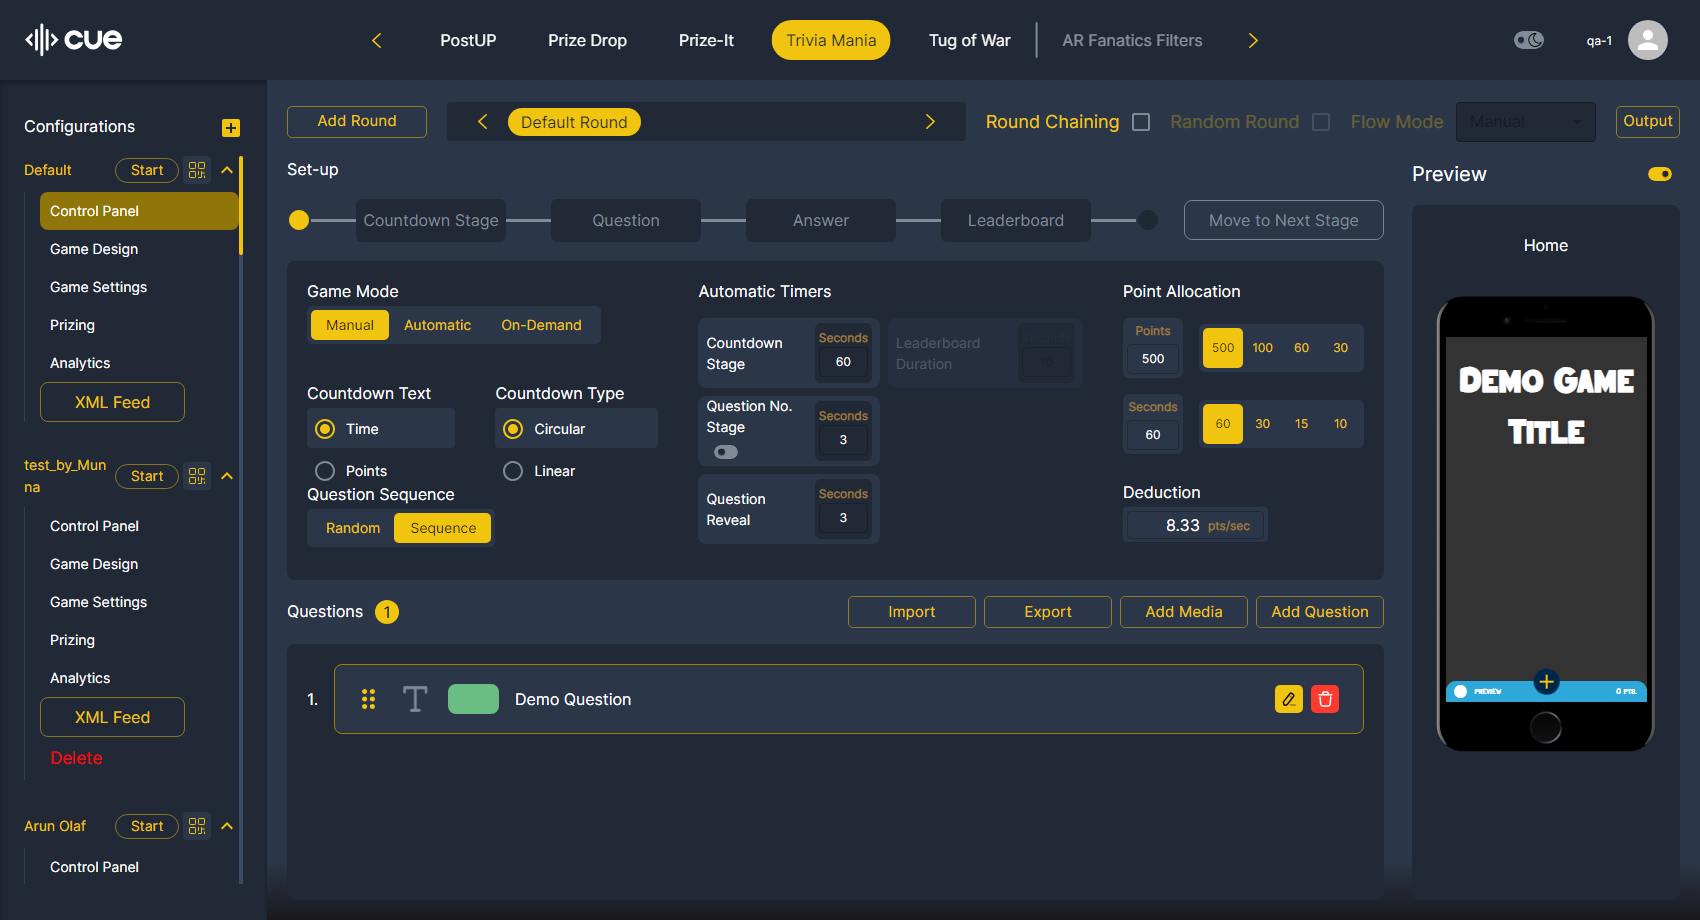 cue
PostUP
Prize Drop
Prize-It
Trivia Mania
Tug of War
AR Fanatics Filters
qa-1
Configurations
Default
Start
Control Panel
Game Design
Game Settings
Prizing
Analytics
XML Feed
test_by_Mun
na
Start
Control Panel
Game Design
Game Settings
Prizing
Analytics
XML Feed
Delete
Arun Olaf
Start
Control Panel
Add Round
Default Round
Round Chaining
Random Round
Flow Mode
Manual
Output
Set-up
Countdown Stage
Question
Answer
Leaderboard
Move to Next Stage
Game Mode
Manual
Automatic
On-Demand
Countdown Text
Time
Points
Countdown Type
Circular
Linear
Question Sequence
Random
Sequence
Automatic Timers
Countdown
Stage
Seconds
60
Leaderboard
Duration
Seconds
10
Question No.
Stage
Seconds
3
Question
Reveal
Seconds
3
Point Allocation
Points
500
500
100
60
30
Seconds
60
60
30
15
10
Deduction
8.33 pts/sec
Questions 1
Import
Export
Add Media
Add Question
1.
T
Demo Question
Preview
Home
Demo Game
Title
PREVIEW
0 PTS.